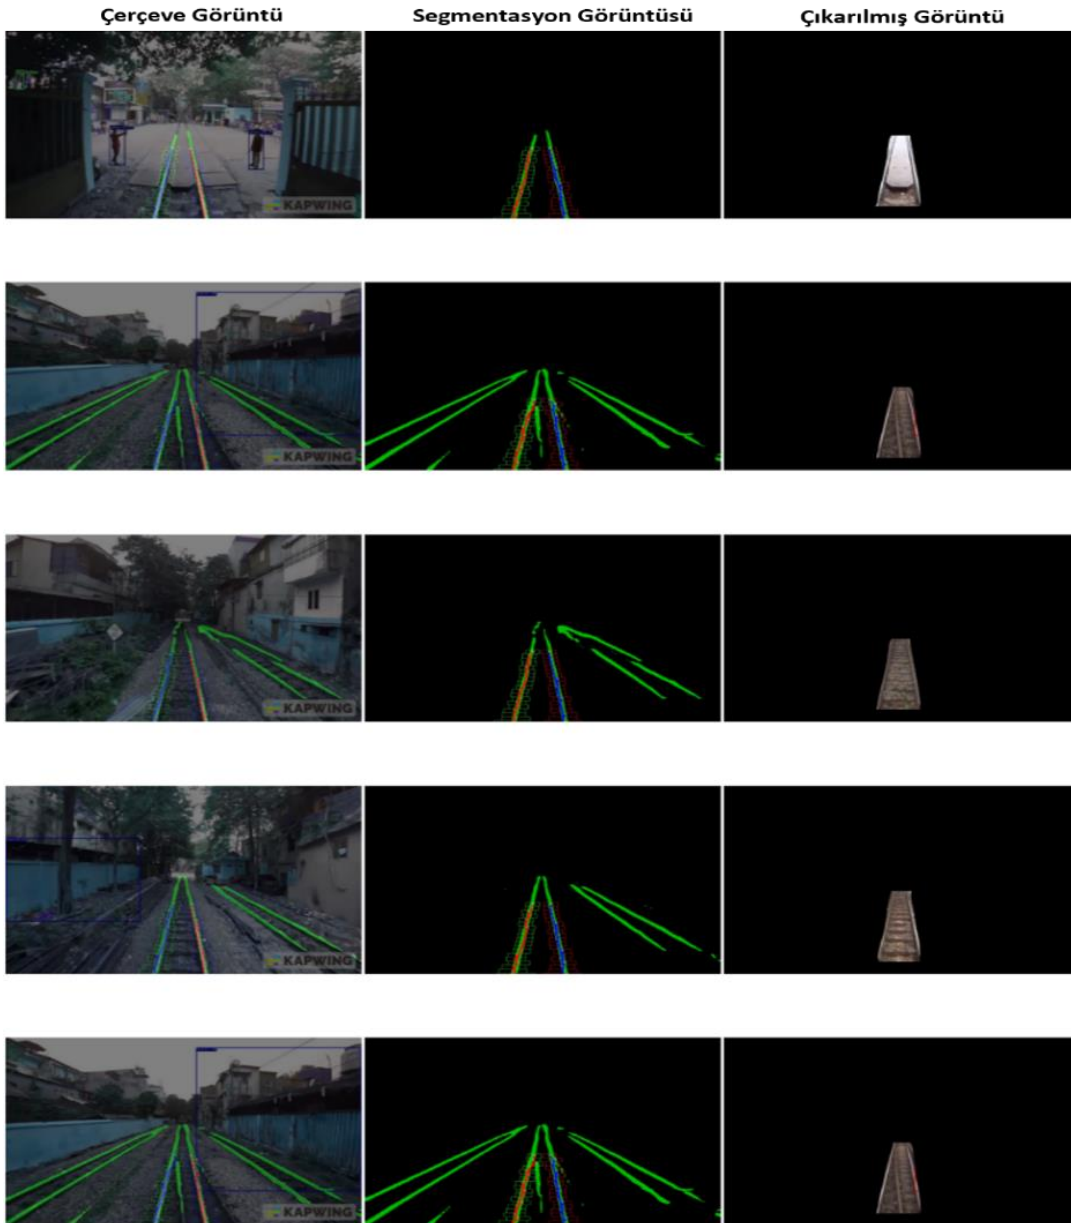 Çerçeve Görüntü
Segmentasyon Görüntüsü
Çıkarılmış Görüntü
KAPWING
KAPWING
KAPWING
KAPWING
KAPWING